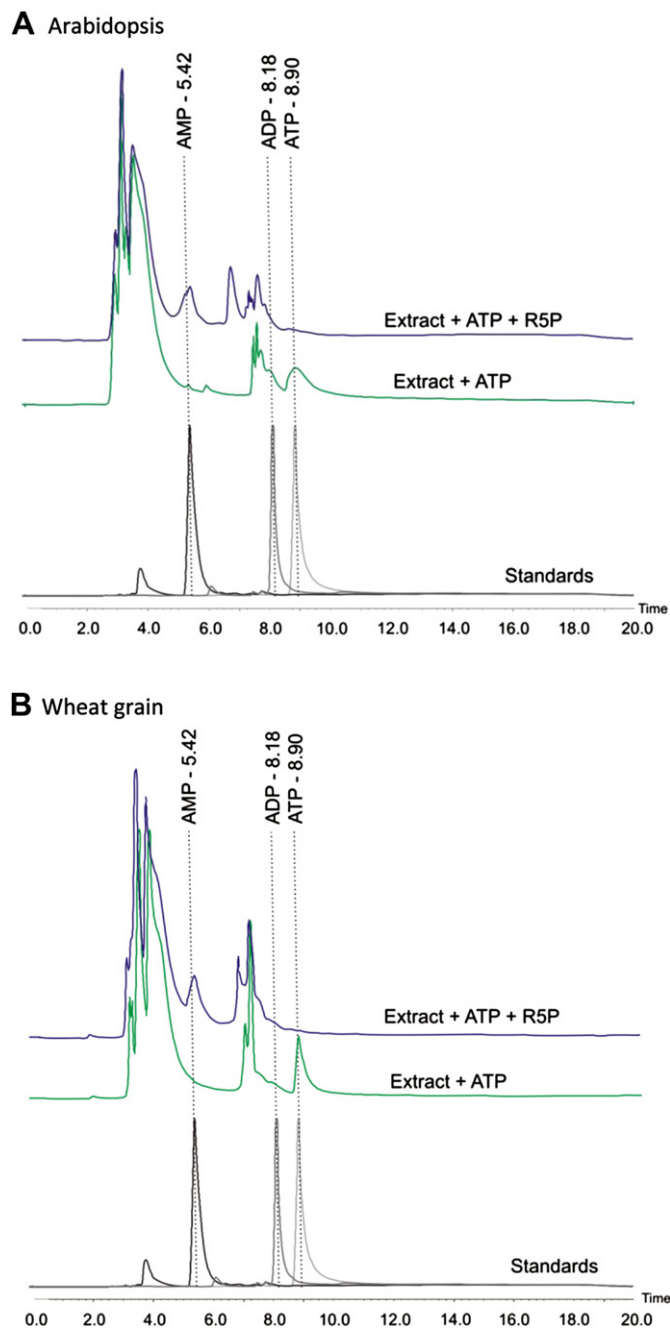 A Arabidopsis
AMP - 5.42
ADP - 8.18
ATP - 8.90
Extract + ATP + R5P
Extract + ATP
Standards
Time
0.0 2.0 4.0 6.0 8.0 10.0 12.0 14.0 16.0 18.0 20.0
B Wheat grain
AMP - 5.42
ADP - 8.18
ATP - 8.90
Extract + ATP + R5P
Extract + ATP
Standards
Time
0.0 2.0 4.0 6.0 8.0 10.0 12.0 14.0 16.0 18.0 20.0